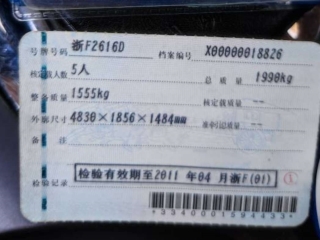 号牌号码 浙F2616D 档案编号 X00000018826
核定载人数 5人 总质量 1990kg
整备质量 1555kg 核定载质量 --
外廓尺寸 4830×1856×1484mm 准牵引总质量 --
备注
检验记录 检验有效期至2011 年04 月浙F(01)
*3340001594433*